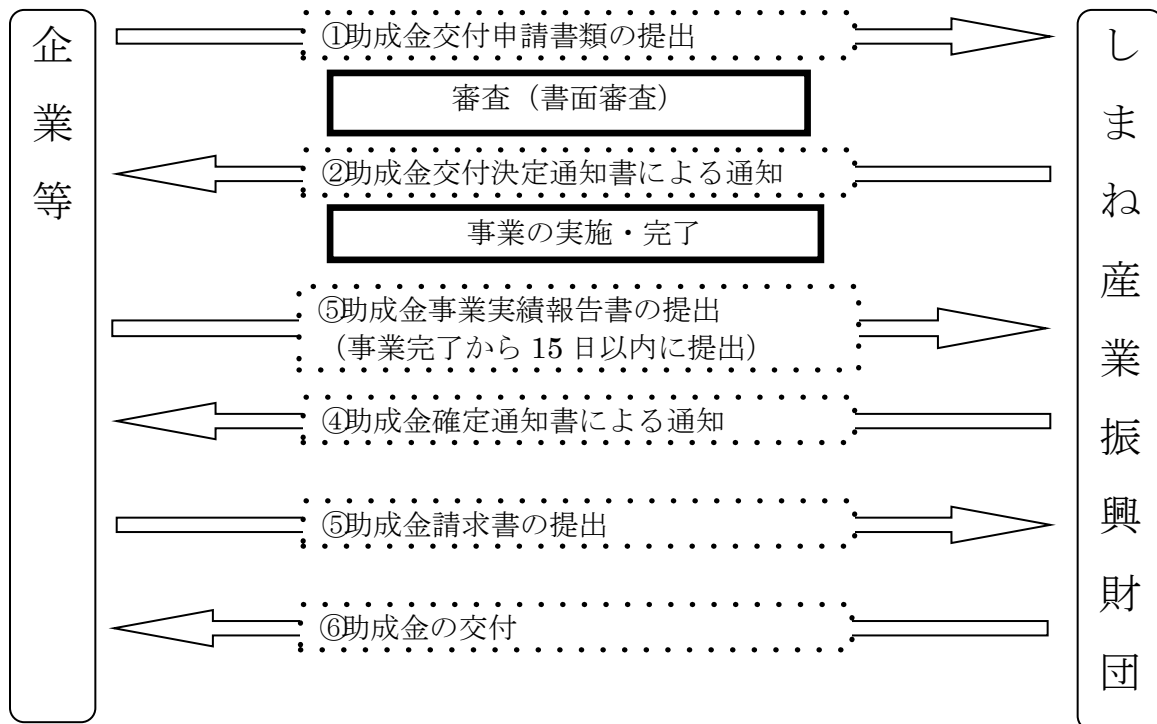 企業等
①助成金交付申請書類の提出
審査（書面審査）
②助成金交付決定通知書による通知
事業の実施・完了
⑤助成金事業実績報告書の提出
（事業完了から 15 日以内に提出）
④助成金確定通知書による通知
⑤助成金請求書の提出
⑥助成金の交付
しまね産業振興財団